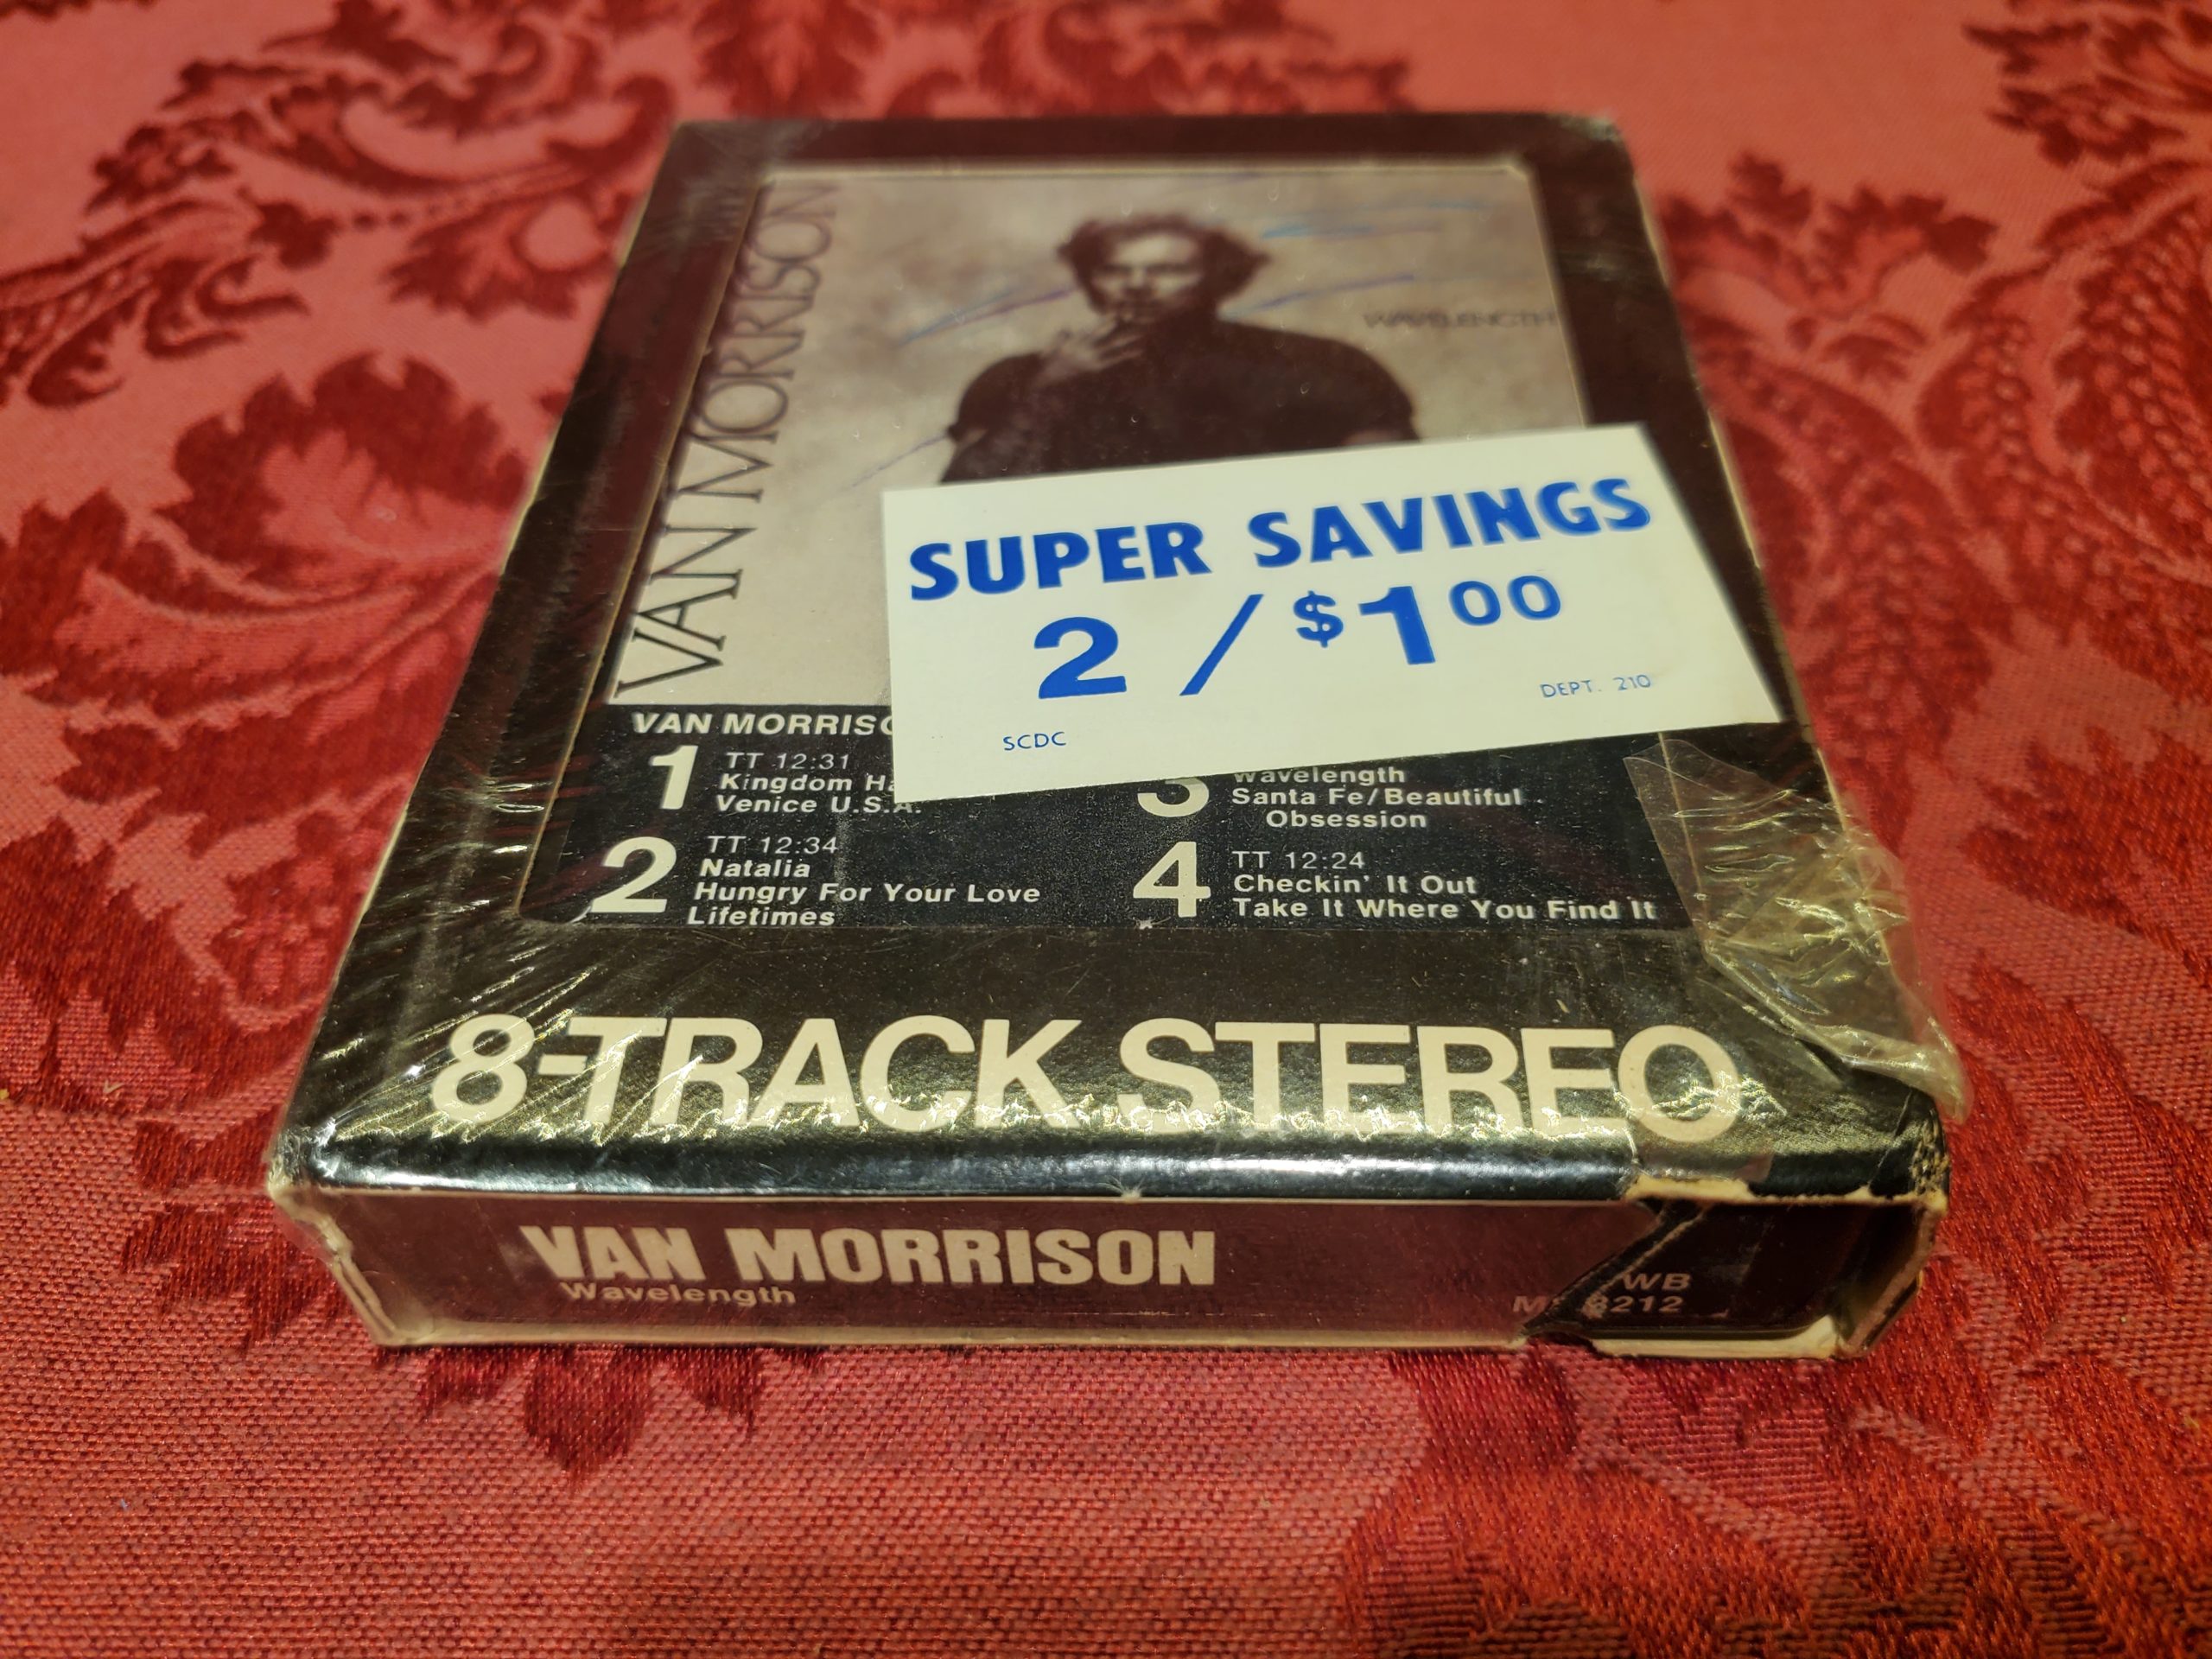 VAN MORRISON
WAVELENGTH
SUPER SAVINGS
2 / $1 00
SCDC
DEPT. 210
VAN MORRISO
1 TT 12:31
Kingdom Ha
Venice U.S.A.
2 TT 12:34
Natalia
Hungry For Your Love
Lifetimes
3
Wavelength
Santa Fe/Beautiful
Obsession
4 TT 12:24
Checkin' It Out
Take It Where You Find It
8-TRACK STEREO
VAN MORRISON
Wavelength
WB
M 8212